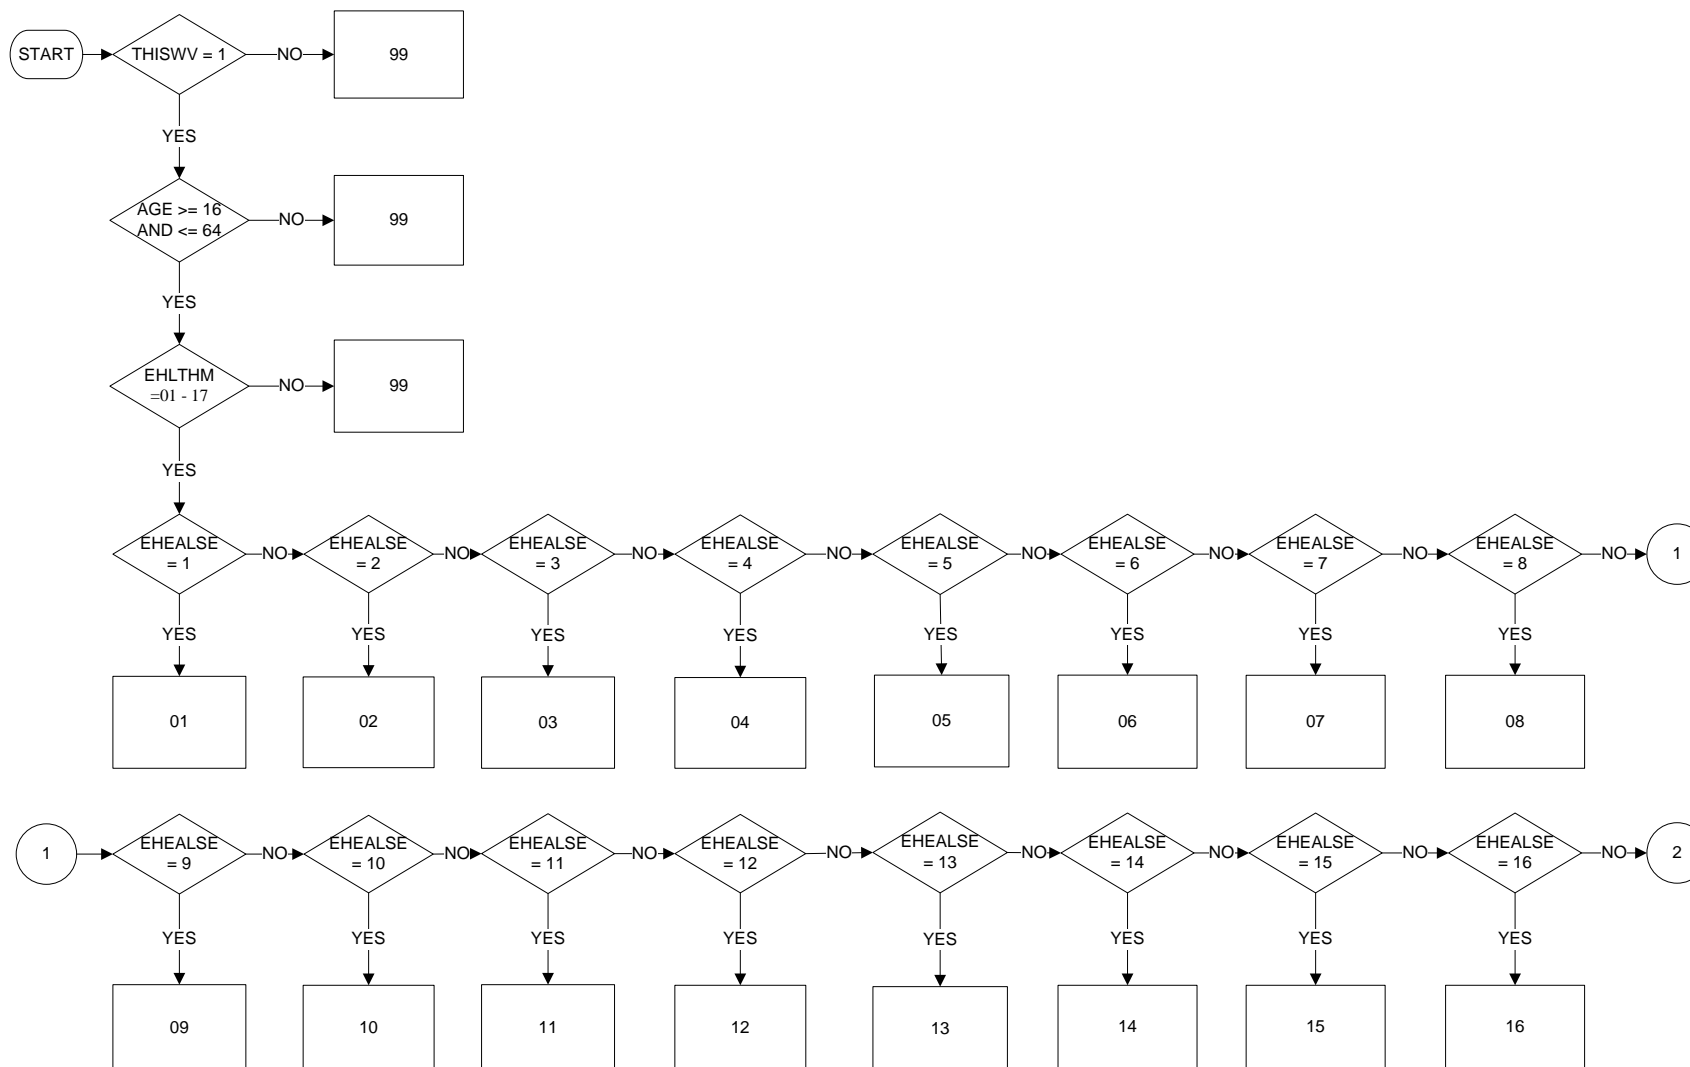 START
THISWV = 1
NO
99
YES
AGE >= 16
AND <= 64
NO
99
YES
EHLTHM
=01 - 17
NO
99
YES
EHEALSE
= 1
NO
EHEALSE
= 2
NO
EHEALSE
= 3
NO
EHEALSE
= 4
NO
EHEALSE
= 5
NO
EHEALSE
= 6
NO
EHEALSE
= 7
NO
EHEALSE
= 8
NO
1
YES
YES
YES
YES
YES
YES
YES
YES
01
02
03
04
05
06
07
08
1
EHEALSE
= 9
NO
EHEALSE
= 10
NO
EHEALSE
= 11
NO
EHEALSE
= 12
NO
EHEALSE
= 13
NO
EHEALSE
= 14
NO
EHEALSE
= 15
NO
EHEALSE
= 16
NO
2
YES
YES
YES
YES
YES
YES
YES
YES
09
10
11
12
13
14
15
16